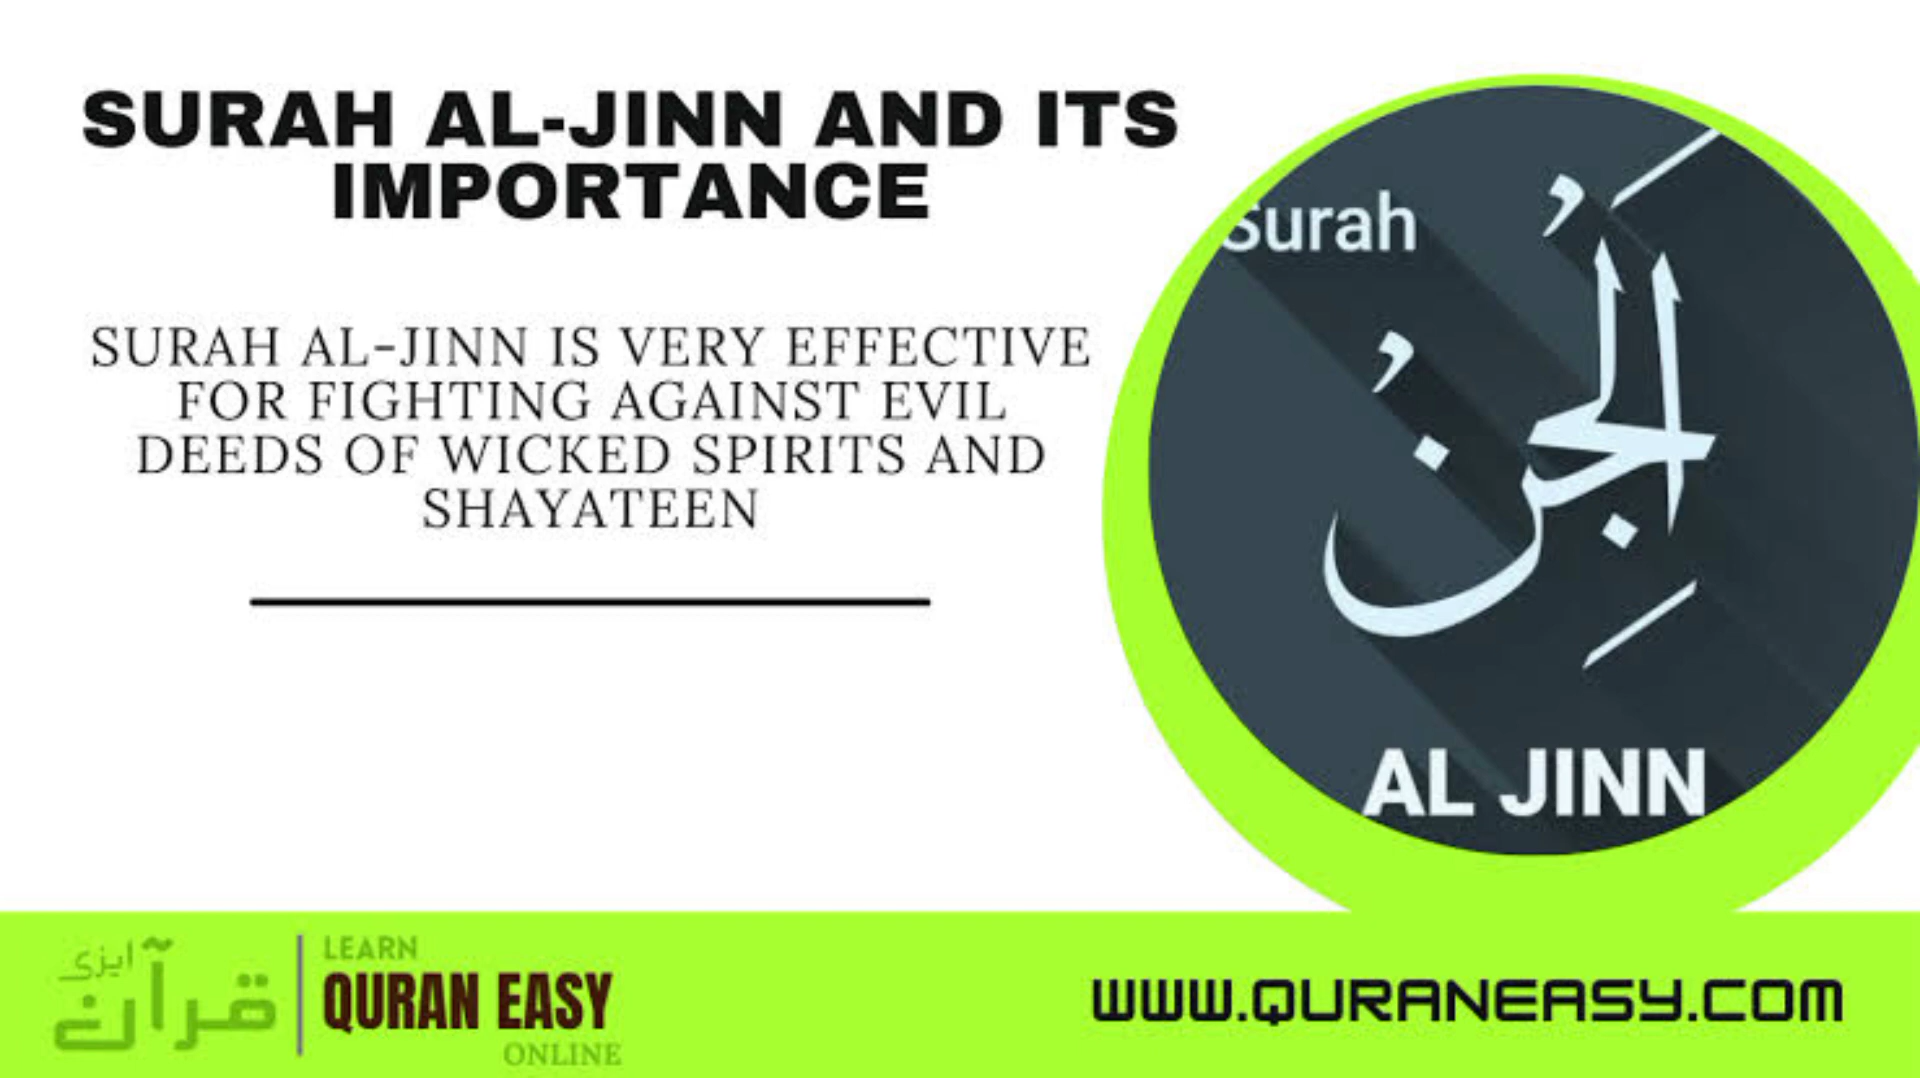 SURAH AL-JINN AND ITS
IMPORTANCE
SURAH AL-JINN IS VERY EFFECTIVE
FOR FIGHTING AGAINST EVIL
DEEDS OF WICKED SPIRITS AND
SHAYATEEN
Surah
الْجِنُّ
AL JINN
ایزی
قرآن
LEARN
QURAN EASY
ONLINE
WWW.QURANEASY.COM